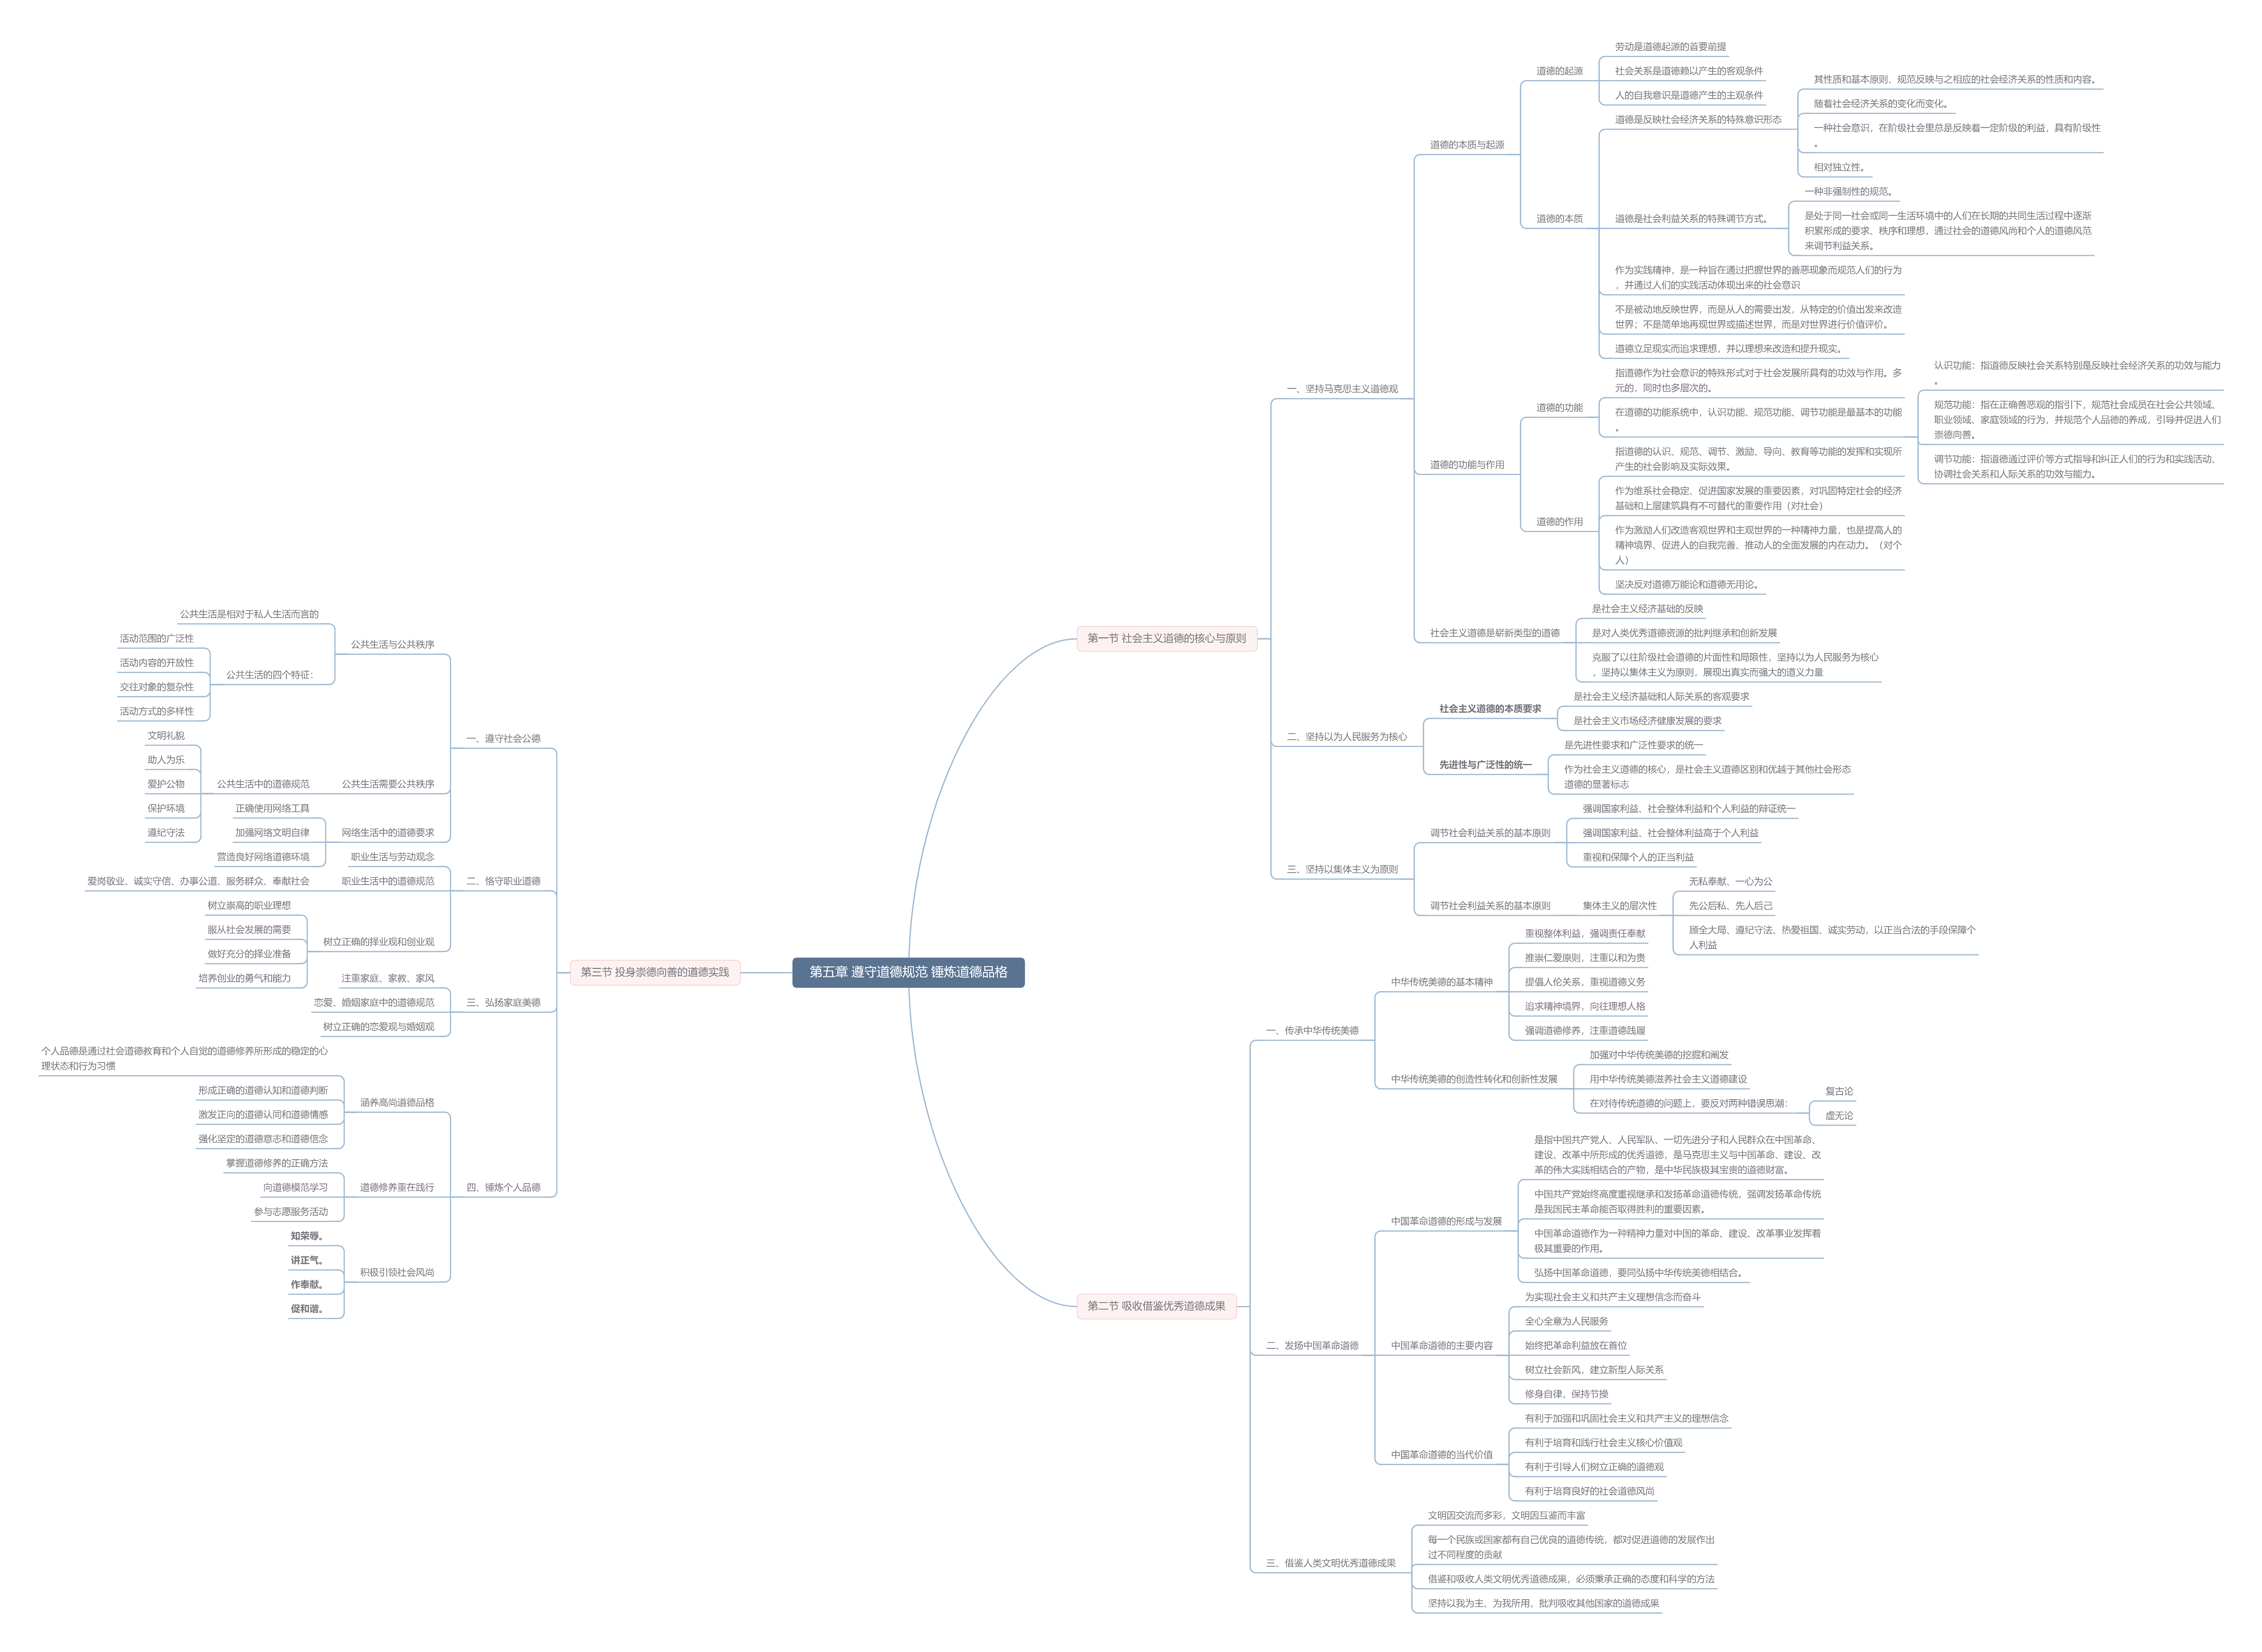 第五章 遵守道德规范 锤炼道德品格
第一节 社会主义道德的核心与原则
一、坚持马克思主义道德观
道德的本质与起源
道德的起源
劳动是道德起源的首要前提
社会关系是道德赖以产生的客观条件
人的自我意识是道德产生的主观条件
道德的本质
道德是反映社会经济关系的特殊意识形态
其性质和基本原则、规范反映与之相应的社会经济关系的性质和内容。
随着社会经济关系的变化而变化。
一种社会意识，在阶级社会里总是反映着一定阶级的利益，具有阶级性
。
相对独立性。
道德是社会利益关系的特殊调节方式。
一种非强制性的规范。
是处于同一社会或同一生活环境中的人们在长期的共同生活过程中逐渐
积累形成的要求、秩序和理想，通过社会的道德风尚和个人的道德风范
来调节利益关系。
作为实践精神，是一种旨在通过把握世界的善恶现象而规范人们的行为
，并通过人们的实践活动体现出来的社会意识
不是被动地反映世界，而是从人的需要出发，从特定的价值出发来改造
世界；不是简单地再现世界或描述世界，而是对世界进行价值评价。
道德立足现实而追求理想，并以理想来改造和提升现实。
道德的功能与作用
道德的功能
指道德作为社会意识的特殊形式对于社会发展所具有的功效与作用。多
元的，同时也多层次的。
在道德的功能系统中，认识功能、规范功能、调节功能是最基本的功能
。
认识功能：指道德反映社会关系特别是反映社会经济关系的功效与能力
。
规范功能：指在正确善恶观的指引下，规范社会成员在社会公共领域、
职业领域、家庭领域的行为，并规范个人品德的养成，引导并促进人们
崇德向善。
调节功能：指道德通过评价等方式指导和纠正人们的行为和实践活动、
协调社会关系和人际关系的功效与能力。
道德的作用
指道德的认识、规范、调节、激励、导向、教育等功能的发挥和实现所
产生的社会影响及实际效果。
作为维系社会稳定、促进国家发展的重要因素，对巩固特定社会的经济
基础和上层建筑具有不可替代的重要作用（对社会）
作为激励人们改造客观世界和主观世界的一种精神力量，也是提高人的
精神境界、促进人的自我完善、推动人的全面发展的内在动力。（对个
人）
坚决反对道德万能论和道德无用论。
社会主义道德是崭新类型的道德
是社会主义经济基础的反映
是对人类优秀道德资源的批判继承和创新发展
克服了以往阶级社会道德的片面性和局限性，坚持以为人民服务为核心
，坚持以集体主义为原则，展现出真实而强大的道义力量
二、坚持以为人民服务为核心
社会主义道德的本质要求
是社会主义经济基础和人际关系的客观要求
是社会主义市场经济健康发展的要求
先进性与广泛性的统一
是先进性要求和广泛性要求的统一
作为社会主义道德的核心，是社会主义道德区别和优越于其他社会形态
道德的显著标志
三、坚持以集体主义为原则
调节社会利益关系的基本原则
强调国家利益、社会整体利益和个人利益的辩证统一
强调国家利益、社会整体利益高于个人利益
重视和保障个人的正当利益
调节社会利益关系的基本原则
集体主义的层次性
无私奉献、一心为公
先公后私、先人后己
顾全大局、遵纪守法、热爱祖国、诚实劳动，以正当合法的手段保障个
人利益
第二节 吸收借鉴优秀道德成果
一、传承中华传统美德
中华传统美德的基本精神
重视整体利益，强调责任奉献
推崇仁爱原则，注重以和为贵
提倡人伦关系，重视道德义务
追求精神境界，向往理想人格
强调道德修养，注重道德践履
中华传统美德的创造性转化和创新性发展
加强对中华传统美德的挖掘和阐发
用中华传统美德滋养社会主义道德建设
在对待传统道德的问题上，要反对两种错误思潮：
复古论
虚无论
二、发扬中国革命道德
中国革命道德的形成与发展
是指中国共产党人、人民军队、一切先进分子和人民群众在中国革命、
建设、改革中所形成的优秀道德，是马克思主义与中国革命、建设、改
革的伟大实践相结合的产物，是中华民族极其宝贵的道德财富。
中国共产党始终高度重视继承和发扬革命道德传统，强调发扬革命传统
是我国民主革命能否取得胜利的重要因素。
中国革命道德作为一种精神力量对中国的革命、建设、改革事业发挥着
极其重要的作用。
弘扬中国革命道德，要同弘扬中华传统美德相结合。
中国革命道德的主要内容
为实现社会主义和共产主义理想信念而奋斗
全心全意为人民服务
始终把革命利益放在首位
树立社会新风，建立新型人际关系
修身自律，保持节操
中国革命道德的当代价值
有利于加强和巩固社会主义和共产主义的理想信念
有利于培育和践行社会主义核心价值观
有利于引导人们树立正确的道德观
有利于培育良好的社会道德风尚
三、借鉴人类文明优秀道德成果
文明因交流而多彩，文明因互鉴而丰富
每一个民族或国家都有自己优良的道德传统，都对促进道德的发展作出
过不同程度的贡献
借鉴和吸收人类文明优秀道德成果，必须秉承正确的态度和科学的方法
坚持以我为主、为我所用，批判吸收其他国家的道德成果
第三节 投身崇德向善的道德实践
一、遵守社会公德
公共生活与公共秩序
公共生活是相对于私人生活而言的
公共生活的四个特征：
活动范围的广泛性
活动内容的开放性
交往对象的复杂性
活动方式的多样性
公共生活需要公共秩序
公共生活中的道德规范
文明礼貌
助人为乐
爱护公物
保护环境
遵纪守法
网络生活中的道德要求
正确使用网络工具
加强网络文明自律
营造良好网络道德环境
二、恪守职业道德
职业生活与劳动观念
职业生活中的道德规范
爱岗敬业、诚实守信、办事公道、服务群众、奉献社会
树立正确的择业观和创业观
树立崇高的职业理想
服从社会发展的需要
做好充分的择业准备
培养创业的勇气和能力
三、弘扬家庭美德
注重家庭、家教、家风
恋爱、婚姻家庭中的道德规范
树立正确的恋爱观与婚姻观
四、锤炼个人品德
涵养高尚道德品格
个人品德是通过社会道德教育和个人自觉的道德修养所形成的稳定的心
理状态和行为习惯
形成正确的道德认知和道德判断
激发正向的道德认同和道德情感
强化坚定的道德意志和道德信念
道德修养重在践行
掌握道德修养的正确方法
向道德模范学习
参与志愿服务活动
积极引领社会风尚
知荣辱。
讲正气。
作奉献。
促和谐。